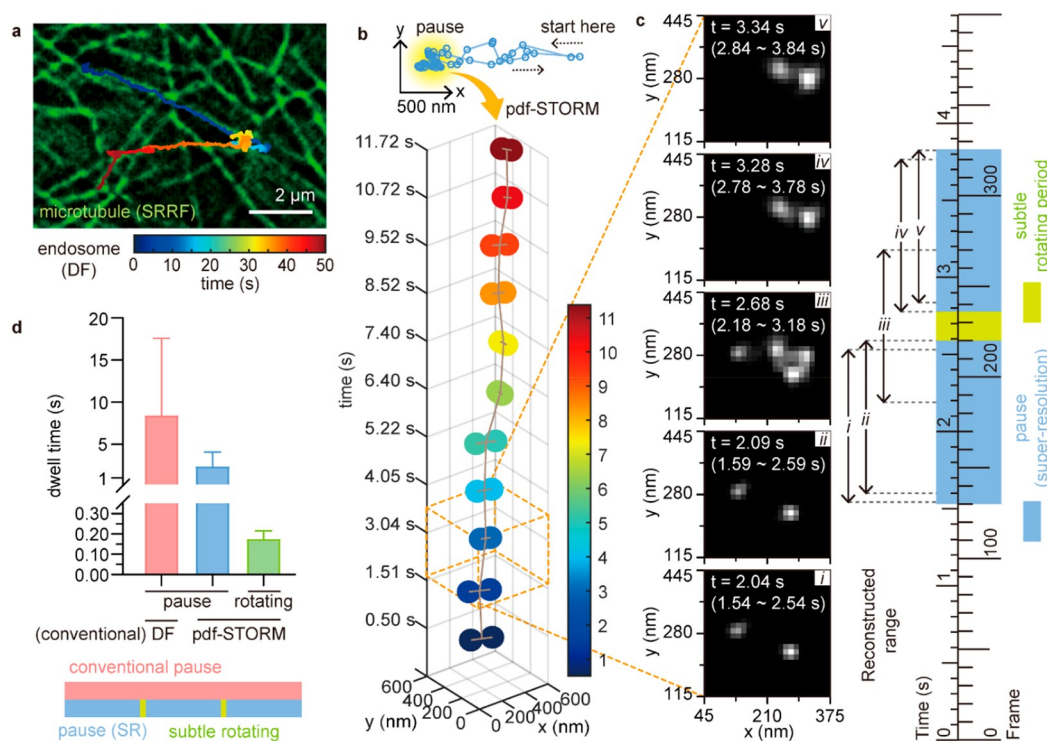 a
microtubule (SRRF)
2 μm
endosome
(DF)
0 10 20 30 40 50
time (s)
b
y
pause
start here
500 nm
x
pdf-STORM
11.72 s
10.72 s
9.52 s
8.52 s
7.40 s
6.40 s
5.22 s
4.05 s
3.04 s
1.51 s
0.50 s
time (s)
600
400
200
0
y (nm)
0
200
400
600
x (nm)
11
10
9
8
7
6
5
4
3
2
1
c
445
280
115
y (nm)
t = 3.34 s
(2.84 ~ 3.84 s)
v
445
280
115
y (nm)
t = 3.28 s
(2.78 ~ 3.78 s)
iv
445
280
115
y (nm)
t = 2.68 s
(2.18 ~ 3.18 s)
iii
445
280
115
y (nm)
t = 2.09 s
(1.59 ~ 2.59 s)
ii
445
280
115
y (nm)
t = 2.04 s
(1.54 ~ 2.54 s)
i
45 210 375
x (nm)
i
ii
iii
iv
v
Reconstructed
range
Time (s)
0
1
2
3
4
Frame
0
100
200
300
subtle
rotating period
pause
(super-resolution)
d
dwell time (s)
20
15
10
5
1
0.20
0.10
0.00
pause
rotating
(conventional) DF
pdf-STORM
conventional pause
pause (SR)
subtle rotating